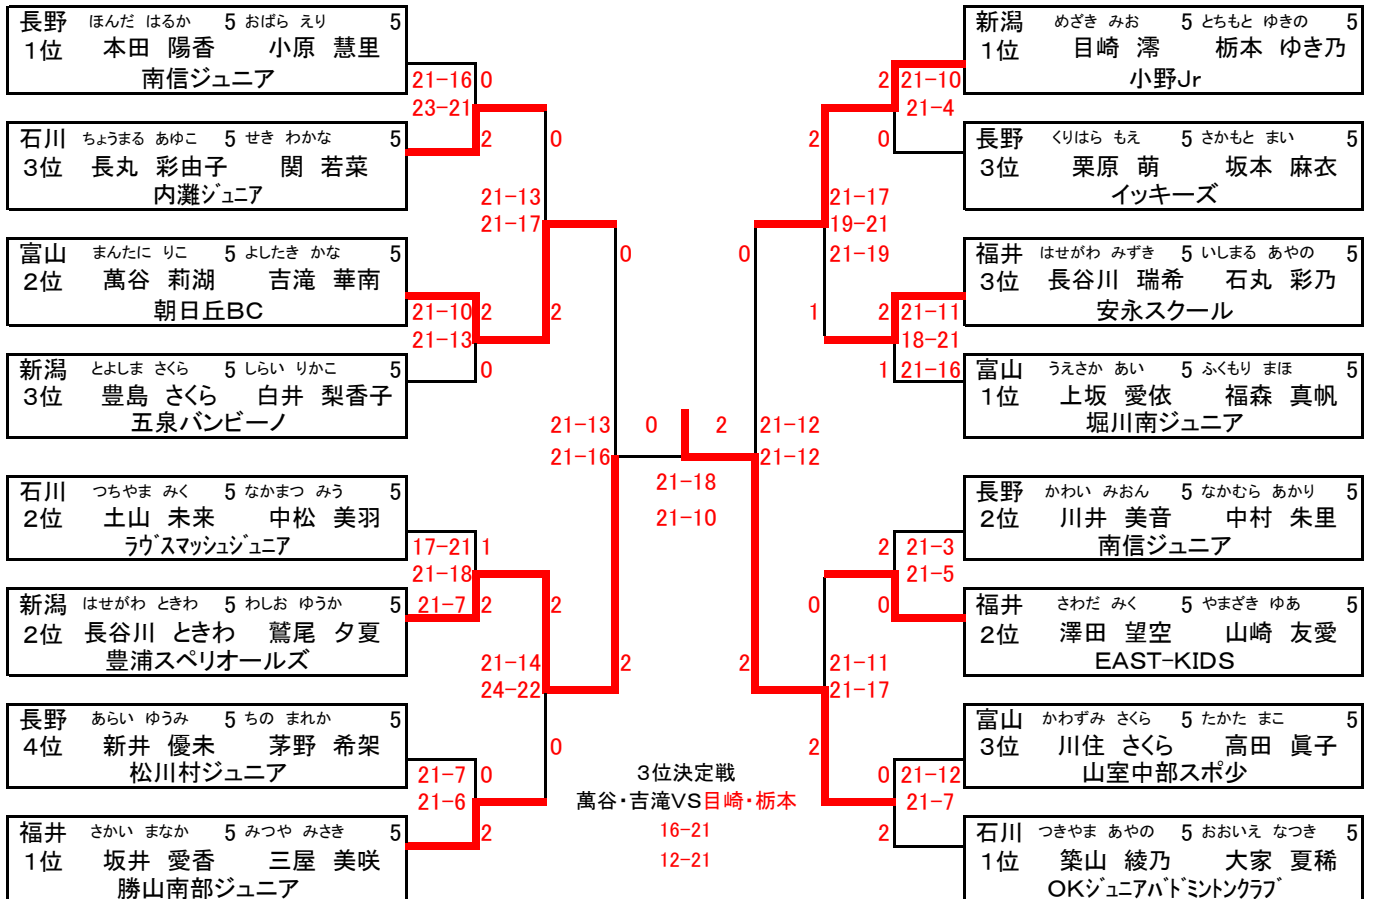 長野 ほんだ はるか 5 おばら えり 5
1位 本田 陽香 小原 慧里
南信ジュニア
21-16 0
23-21
石川 ちょうまる あゆこ 5 せき わかな 5
3位 長丸 彩由子 関 若菜
内灘ジュニア
2 0
21-13
21-17
富山 まんたに りこ 5 よしたき かな 5
2位 萬谷 莉湖 吉滝 華南
朝日丘BC
0
21-10 2 2
21-13
新潟 とよしま さくら 5 しらい りかこ 5
3位 豊島 さくら 白井 梨香子
五泉バンビーノ
0
21-13
21-16
石川 つちやま みく 5 なかまつ みう 5
2位 土山 未来 中松 美羽
ラヴスマッシュジュニア
17-21 1
21-18
21-7 2 2
新潟 はせがわ ときわ 5 わしお ゆうか 5
2位 長谷川 ときわ 鷲尾 夕夏
豊浦スペリオールズ
21-14 2
24-22
長野 あらい ゆうみ 5 ちの まれか 5
4位 新井 優未 茅野 希架
松川村ジュニア
0
21-7 0
21-6
福井 さかい まなか 5 みつや みさき 5
1位 坂井 愛香 三屋 美咲
勝山南部ジュニア
2
0 2
21-18
21-10
3位決定戦
萬谷・吉滝VS目崎・栃本
16-21
12-21
新潟 めざき みお 5 とちもと ゆきの 5
1位 目崎 澪 栃本 ゆき乃
小野Jr
2 21-10
21-4
長野 くりはら もえ 5 さかもと まい 5
3位 栗原 萌 坂本 麻衣
イッキーズ
2 0
21-17
19-21
0 21-19
福井 はせがわ みずき 5 いしまる あやの 5
3位 長谷川 瑞希 石丸 彩乃
安永スクール
1 2 21-11
18-21
1 21-16
富山 うえさか あい 5 ふくもり まほ 5
1位 上坂 愛依 福森 真帆
堀川南ジュニア
21-12
21-12
長野 かわい みおん 5 なかむら あかり 5
2位 川井 美音 中村 朱里
南信ジュニア
2 21-3
21-5
福井 さわだ みく 5 やまざき ゆあ 5
2位 澤田 望空 山崎 友愛
EAST-KIDS
0 0
2 21-11
21-17
富山 かわずみ さくら 5 たかた まこ 5
3位 川住 さくら 高田 眞子
山室中部スポ少
2
0 21-12
21-7
石川 つきやま あやの 5 おおいえ なつき 5
1位 築山 綾乃 大家 夏稀
OKジュニアバドミントンクラブ
2